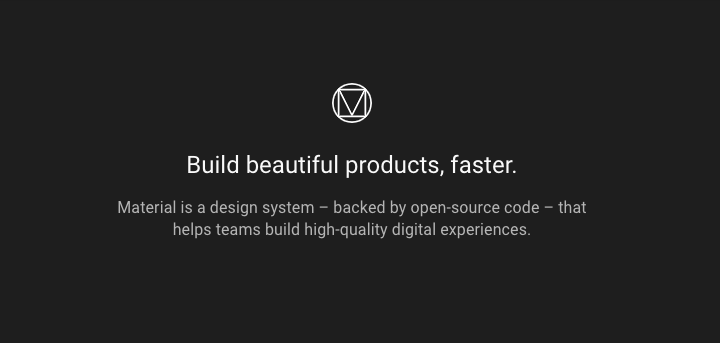 Build beautiful products, faster.
Material is a design system – backed by open-source code – that
helps teams build high-quality digital experiences.